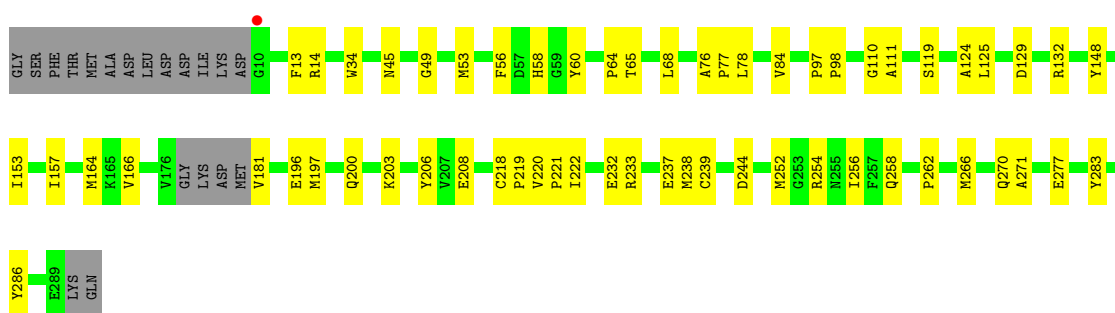 GLY SER PHE THR MET ALA ASP LEU ASP ASP ILE LYS ASP G10 F13 R14 W34 N45 G49 M53 F56 D57 H58 G59 Y60 P64 T65 L68 A76 P77 L78 V84 P97 P98 G110 A111 S119 A124 L125 D129 R132 Y148
I153 I157 M164 K165 V166 V176 GLY LYS ASP MET V181 E196 M197 Q200 K203 Y206 V207 E208 C218 P219 V220 P221 I222 E232 R233 E237 M238 C239 D244 M252 G253 R254 N255 I256 F257 Q258 P262 M266 Q270 A271 E277 Y283
Y286 E289 LYS GLN